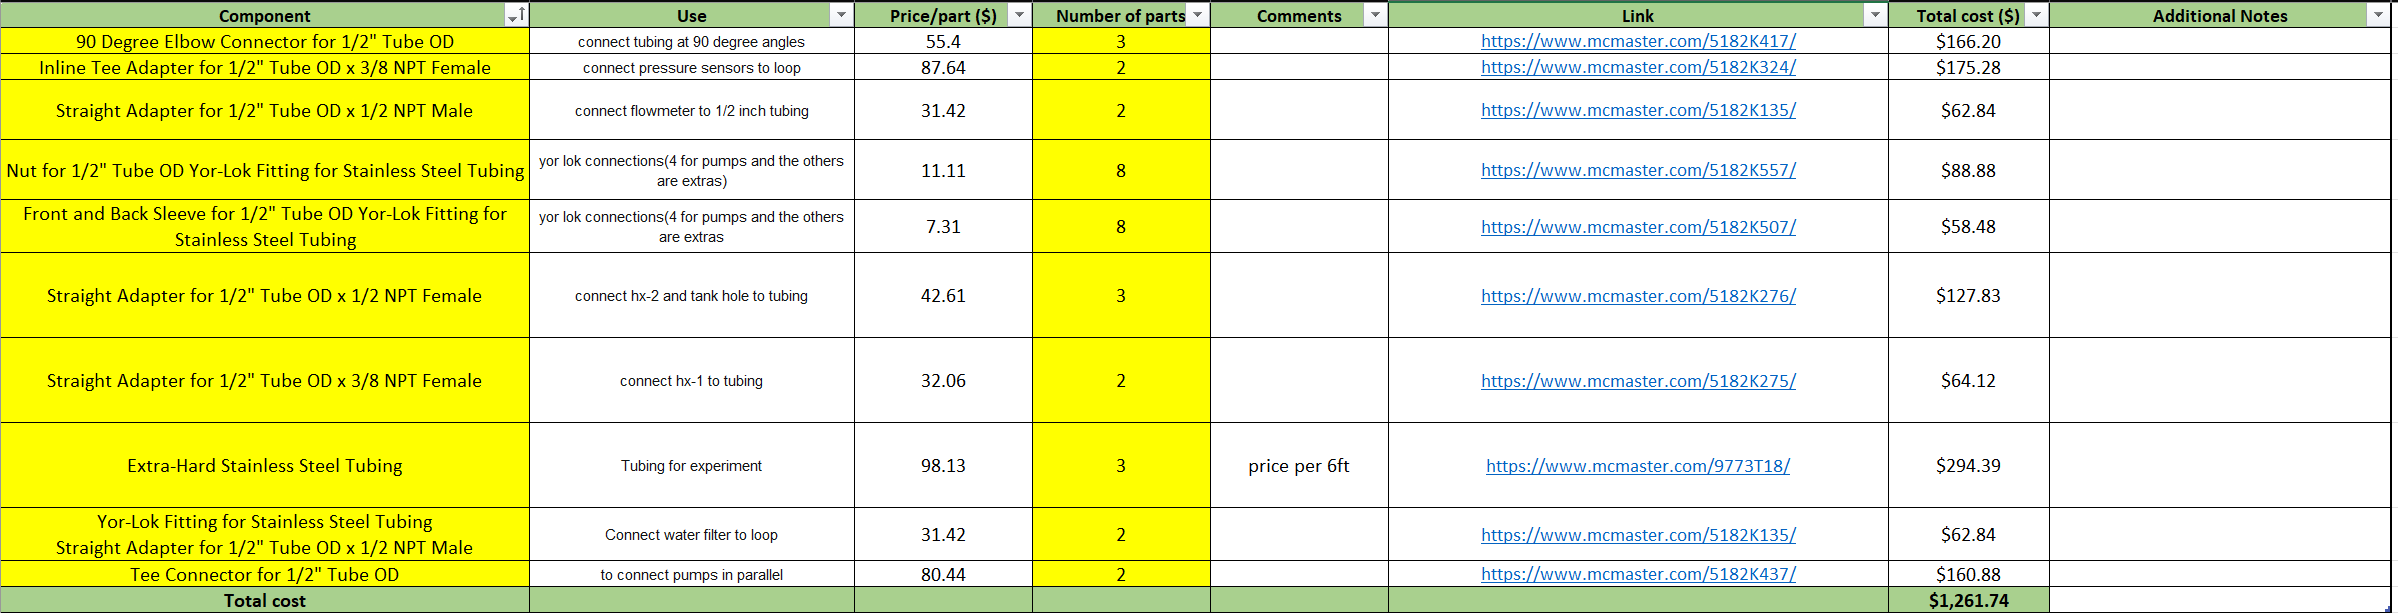 Component Use Price/part ($) Number of parts Comments Link Total cost ($) Additional Notes
90 Degree Elbow Connector for 1/2" Tube OD connect tubing at 90 degree angles 55.4 3 https://www.mcmaster.com/5182K417/ $166.20
Inline Tee Adapter for 1/2" Tube OD x 3/8 NPT Female connect pressure sensors to loop 87.64 2 https://www.mcmaster.com/5182K324/ $175.28
Straight Adapter for 1/2" Tube OD x 1/2 NPT Male connect flowmeter to 1/2 inch tubing 31.42 2 https://www.mcmaster.com/5182K135/ $62.84
Nut for 1/2" Tube OD Yor-Lok Fitting for Stainless Steel Tubing yor lok connections(4 for pumps and the others
are extras) 11.11 8 https://www.mcmaster.com/5182K557/ $88.88
Front and Back Sleeve for 1/2" Tube OD Yor-Lok Fitting for
Stainless Steel Tubing yor lok connections(4 for pumps and the others
are extras 7.31 8 https://www.mcmaster.com/5182K507/ $58.48
Straight Adapter for 1/2" Tube OD x 1/2 NPT Female connect hx-2 and tank hole to tubing 42.61 3 https://www.mcmaster.com/5182K276/ $127.83
Straight Adapter for 1/2" Tube OD x 3/8 NPT Female connect hx-1 to tubing 32.06 2 https://www.mcmaster.com/5182K275/ $64.12
Extra-Hard Stainless Steel Tubing Tubing for experiment 98.13 3 price per 6ft https://www.mcmaster.com/9773T18/ $294.39
Yor-Lok Fitting for Stainless Steel Tubing
Straight Adapter for 1/2" Tube OD x 1/2 NPT Male Connect water filter to loop 31.42 2 https://www.mcmaster.com/5182K135/ $62.84
Tee Connector for 1/2" Tube OD to connect pumps in parallel 80.44 2 https://www.mcmaster.com/5182K437/ $160.88
Total cost $1,261.74